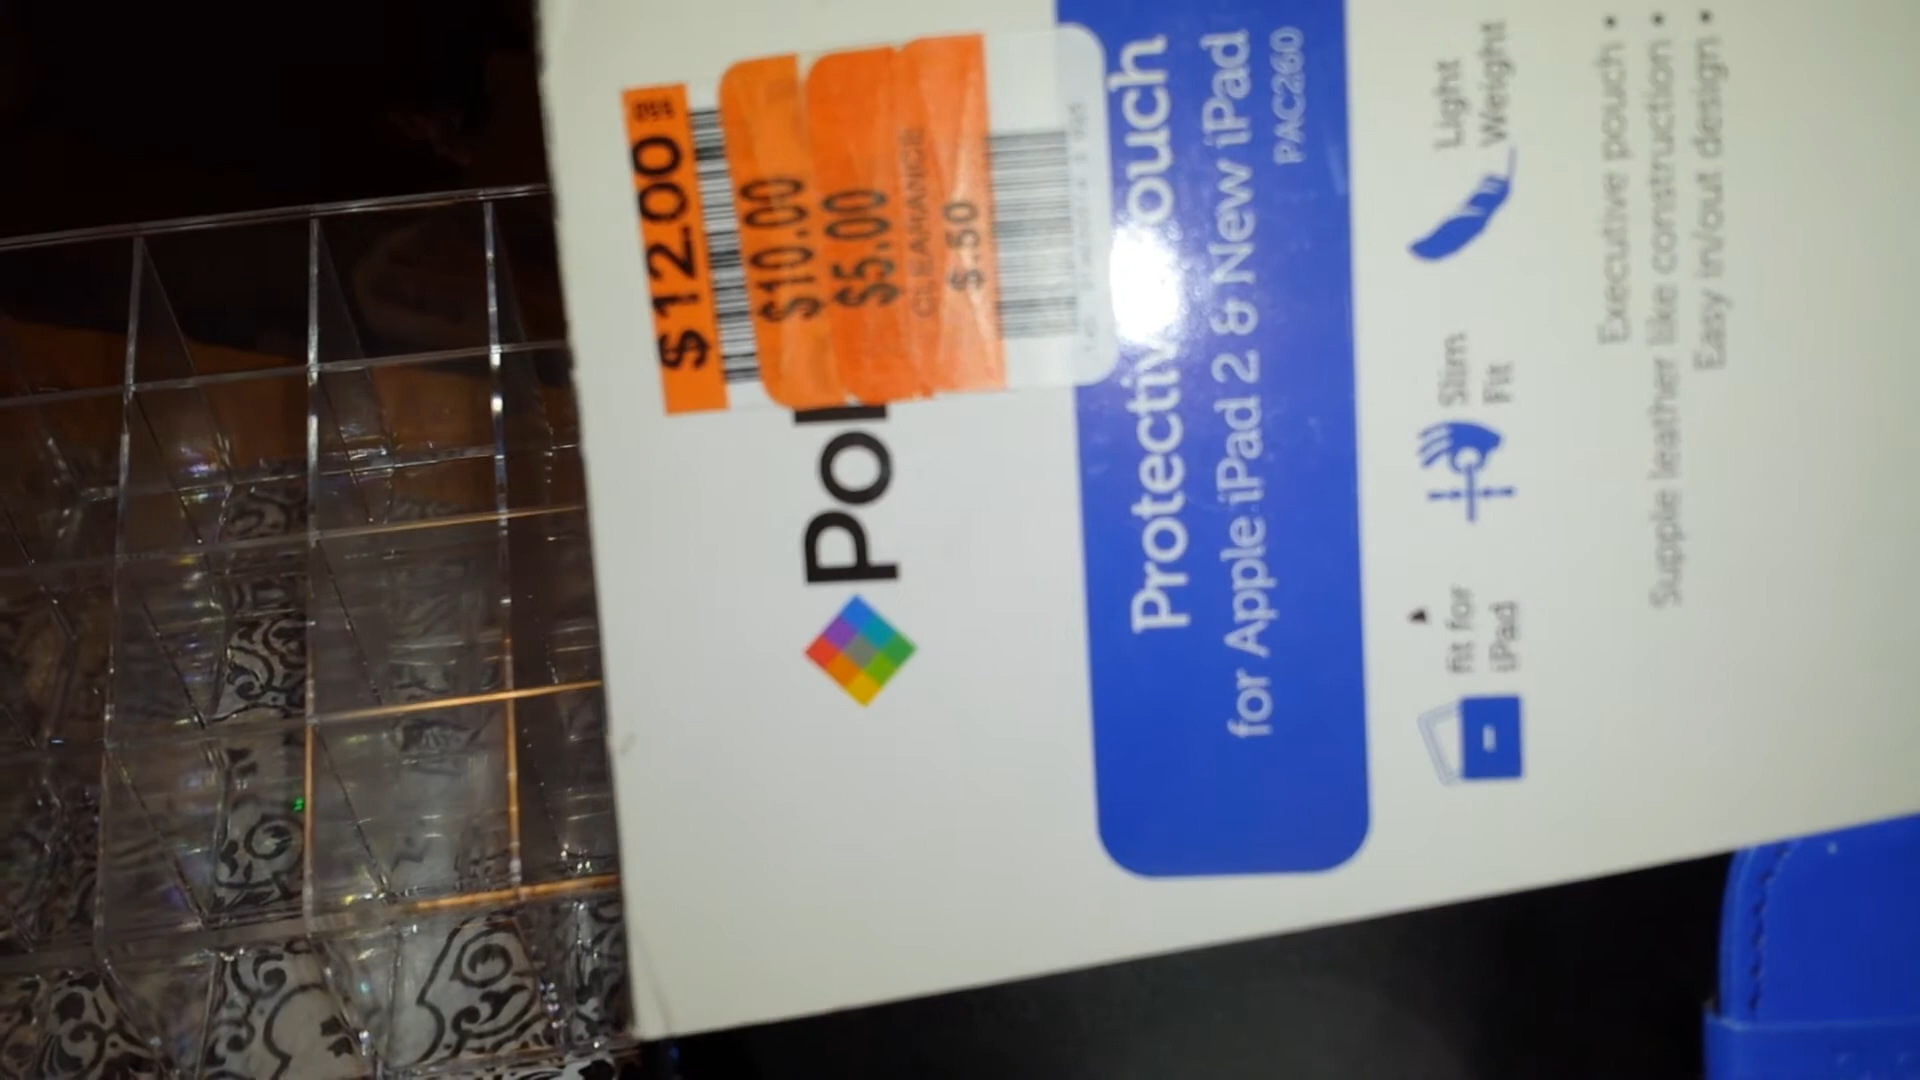 $12.00
$10.00
$5.00
CLEARANCE
$.50
Pol
Protective ouch
for Apple iPad 2 & New iPad
PAC260
fit for
iPad
Slim
Fit
Light
Weight
Executive pouch •
Supple leather like construction •
Easy in/out design •